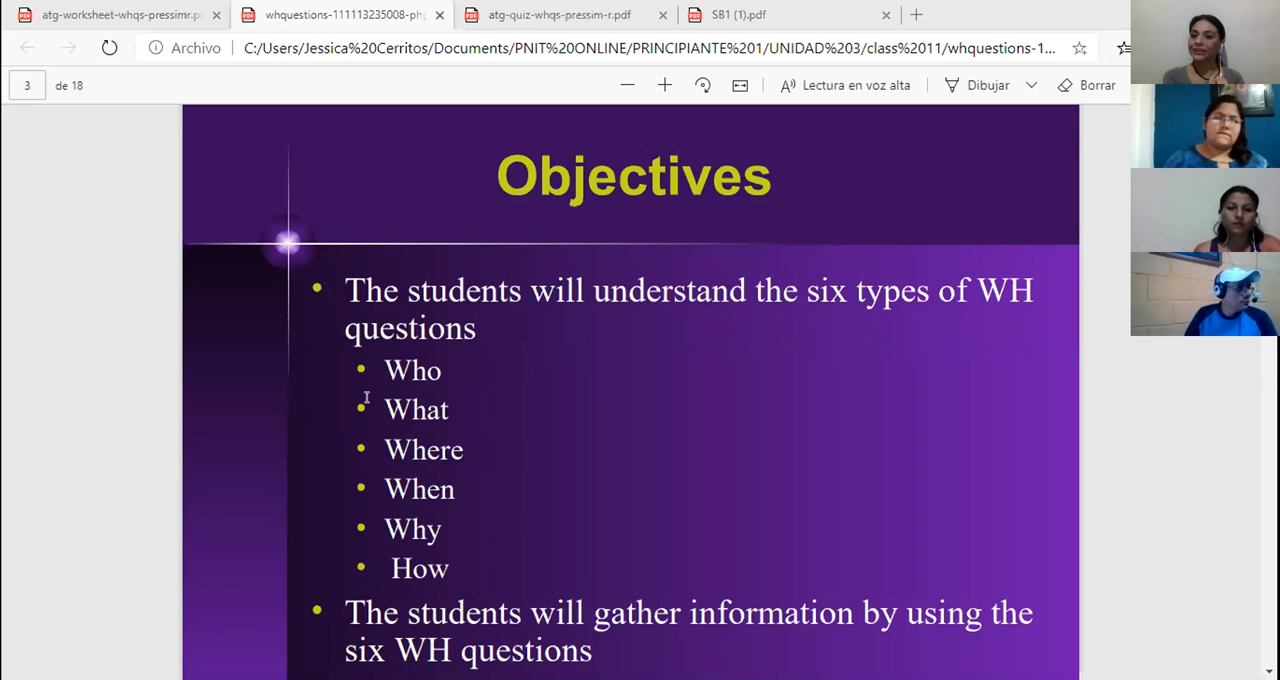 atg-worksheet-whqs-pressimr.p
whquestions-111113235008-php
atg-quiz-whqs-pressim-r.pdf
SB1 (1).pdf
Archivo
C:/Users/Jessica%20Cerritos/Documents/PNIT%20ONLINE/PRINCIPIANTE%201/UNIDAD%203/class%2011/whquestions-1...
3
de 18
Lectura en voz alta
Dibujar
Borrar
Objectives
The students will understand the six types of WH
questions
Who
What
Where
When
Why
How
The students will gather information by using the
six WH questions